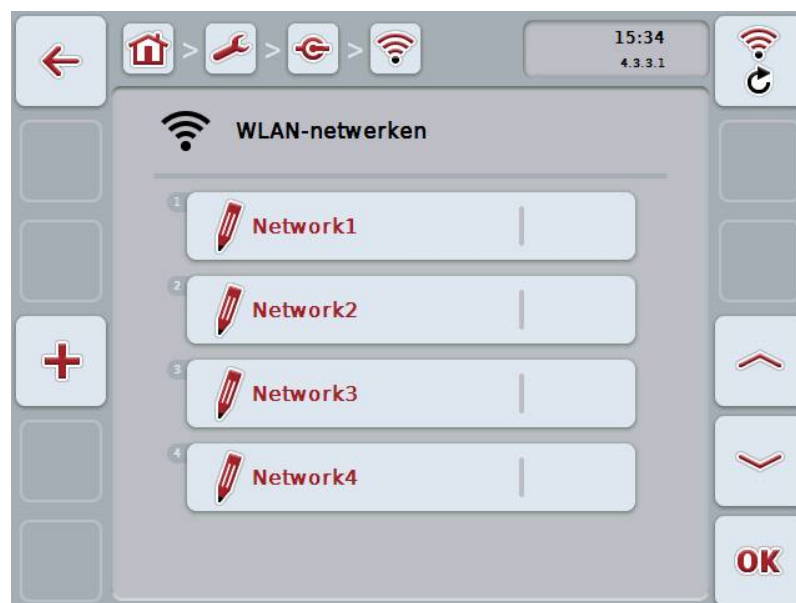 15:34
4.3.3.1
WLAN-netwerken
1
Network1
2
Network2
3
Network3
4
Network4
OK